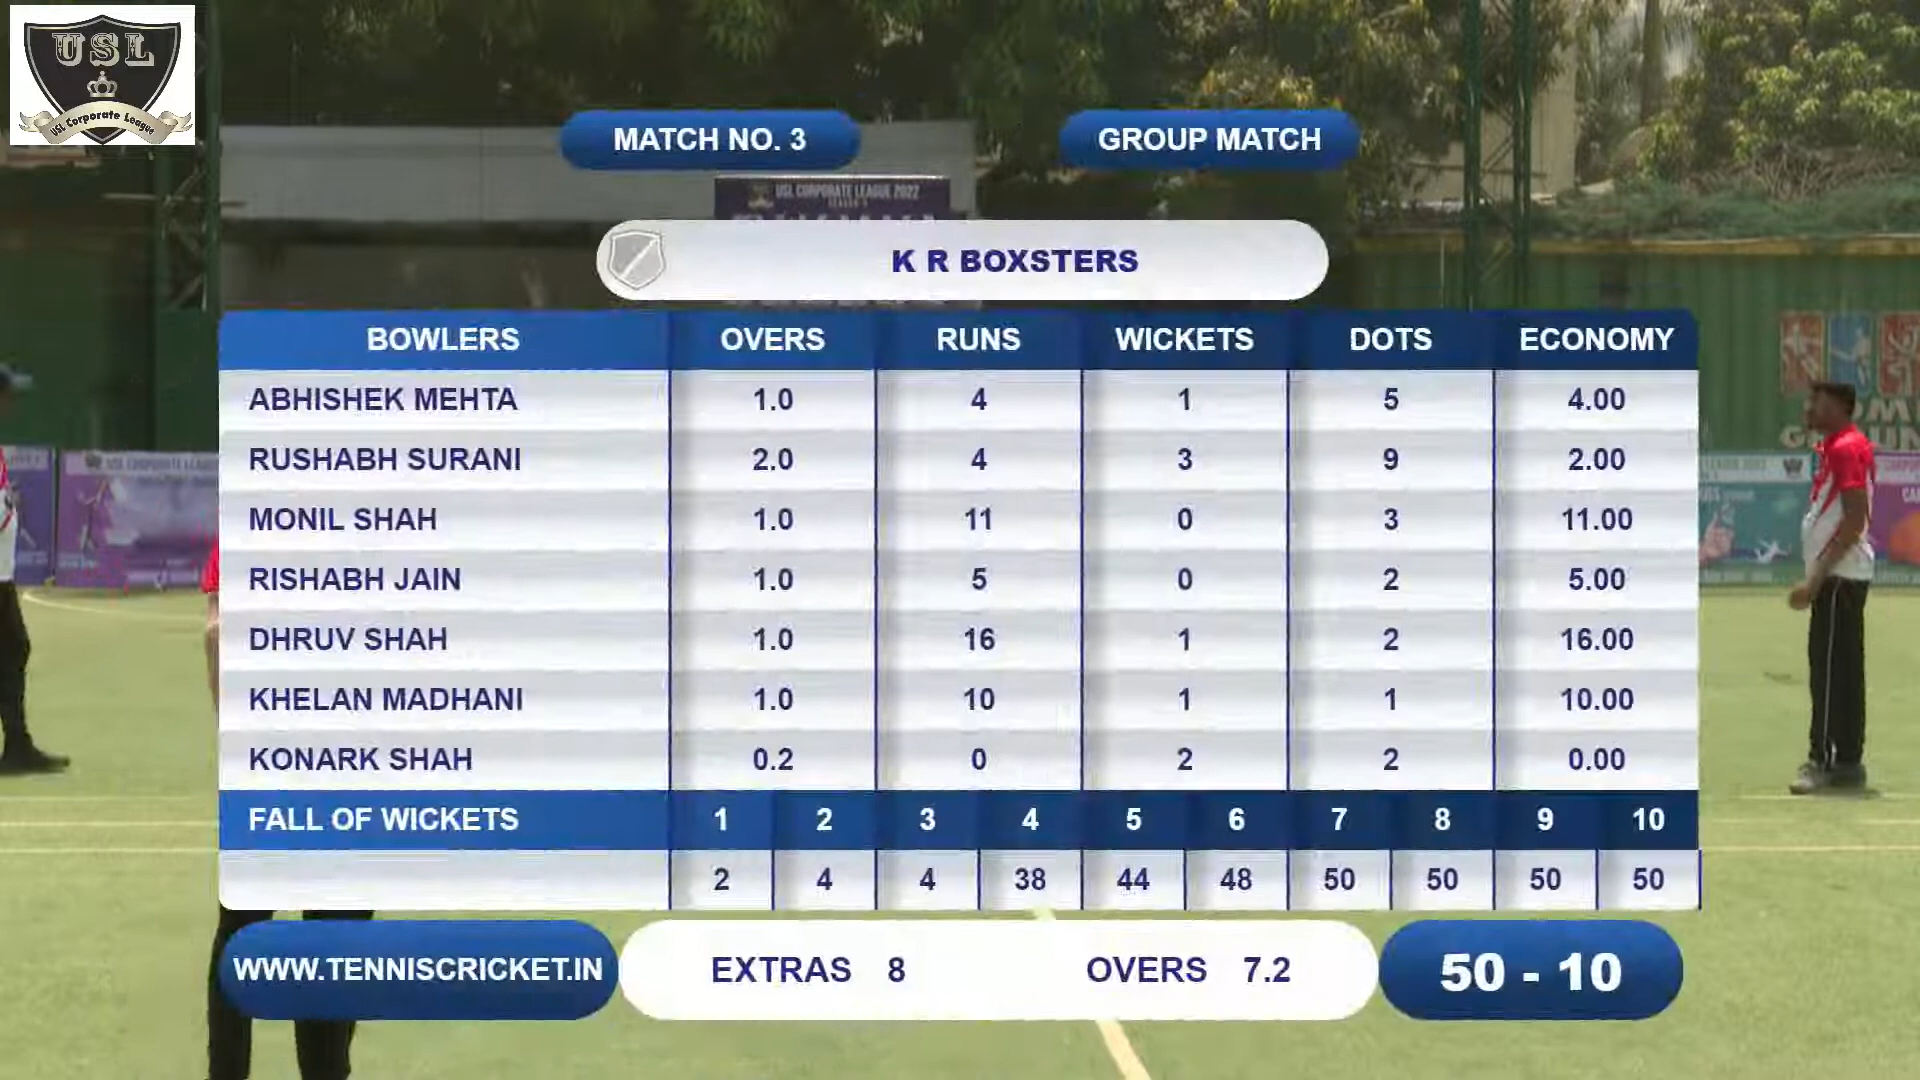 USL
USL Corporate League
MATCH NO. 3 GROUP MATCH
USL CORPORATE LEAGUE 2022
K R BOXSTERS
BOWLERS OVERS RUNS WICKETS DOTS ECONOMY
ABHISHEK MEHTA 1.0 4 1 5 4.00
RUSHABH SURANI 2.0 4 3 9 2.00
MONIL SHAH 1.0 11 0 3 11.00
RISHABH JAIN 1.0 5 0 2 5.00
DHRUV SHAH 1.0 16 1 2 16.00
KHELAN MADHANI 1.0 10 1 1 10.00
KONARK SHAH 0.2 0 2 2 0.00
FALL OF WICKETS 1 2 3 4 5 6 7 8 9 10
2 4 4 38 44 48 50 50 50 50
WWW.TENNISCRICKET.IN EXTRAS 8 OVERS 7.2 50 - 10